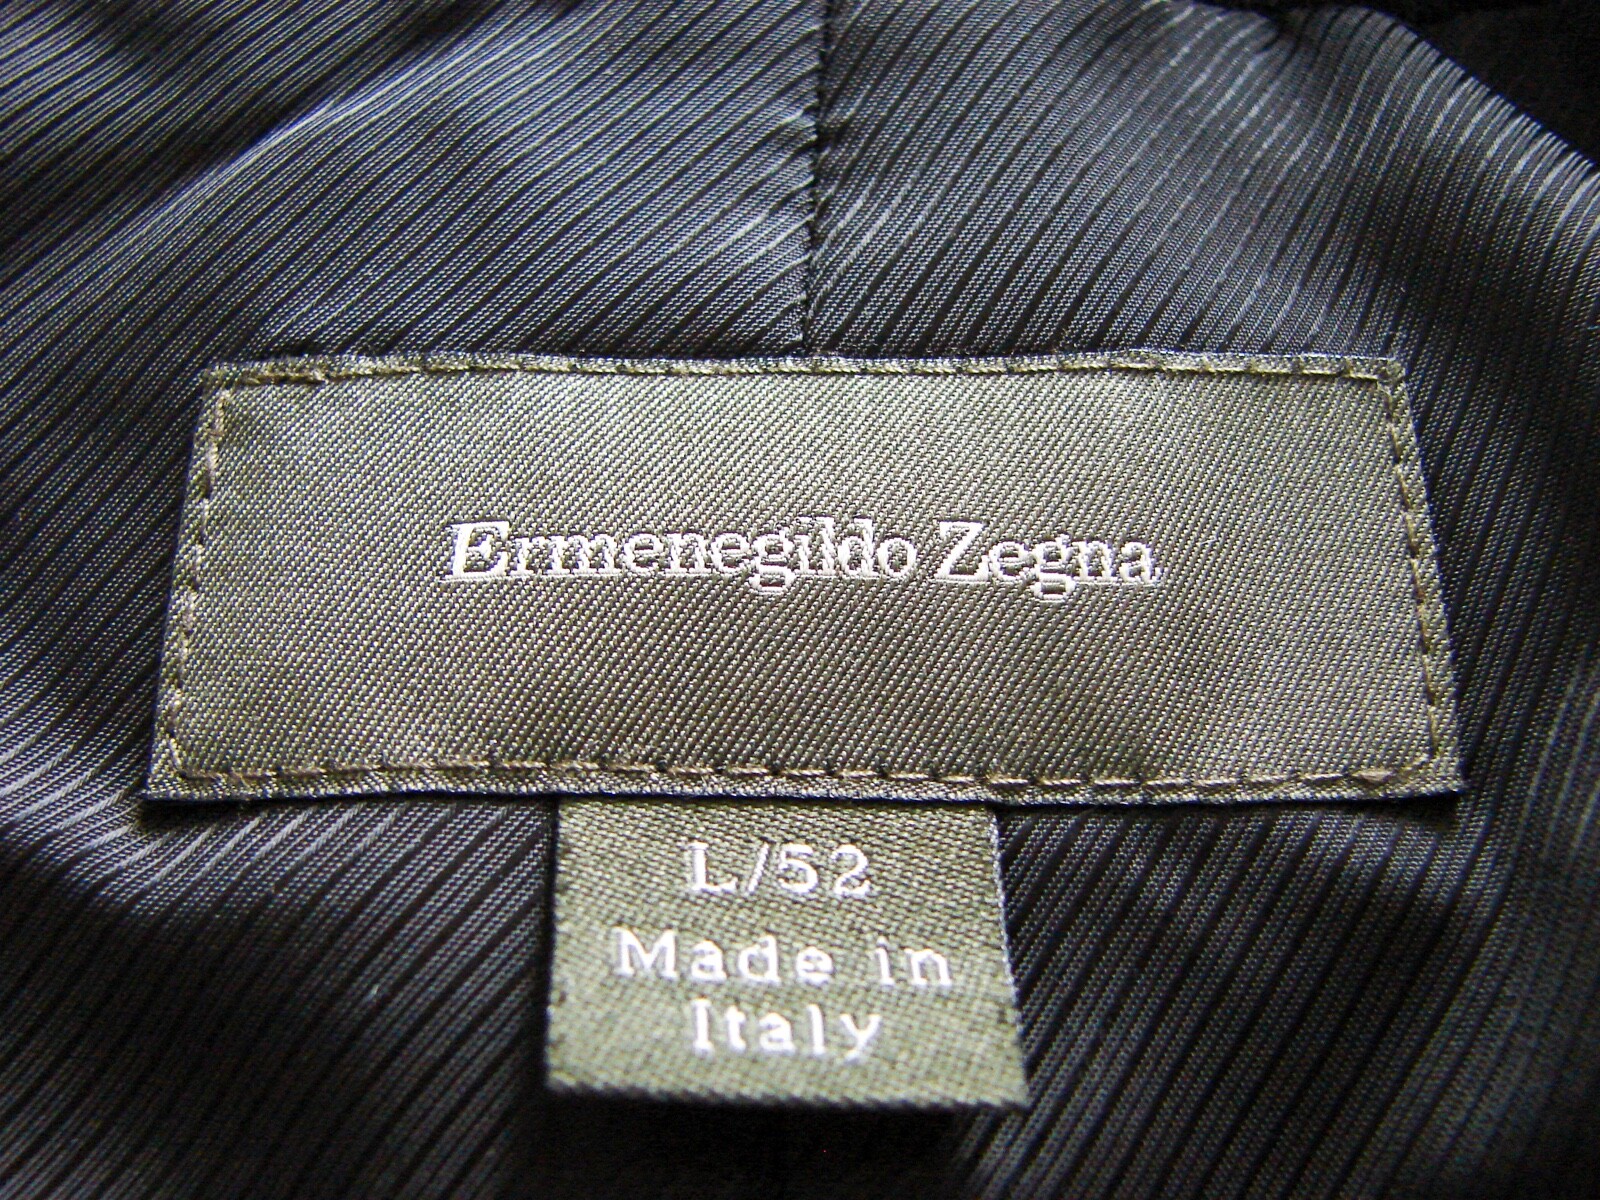 Ermenegildo Zegna
L/52
Made in
Italy